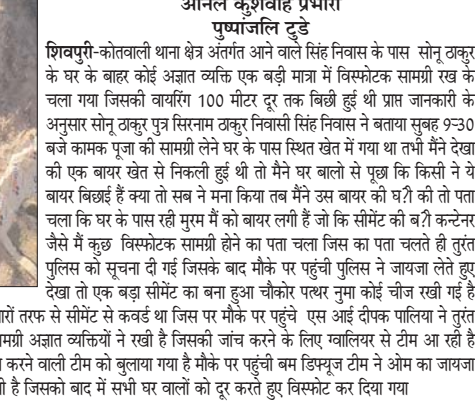 अनिल कुशवाह प्रभारी
पुष्पांजलि टुडे
शिवपुरी-कोतवाली थाना क्षेत्र अंतर्गत आने वाले सिंह निवास के पास सोनू ठाकुर
के घर के बाहर कोई अज्ञात व्यक्ति एक बड़ी मात्रा में विस्फोटक सामग्री रख के
चला गया जिसकी वायरिंग 100 मीटर दूर तक बिछी हुई थी प्राप्त जानकारी के
अनुसार सोनू ठाकुर पुत्र सिरनाम ठाकुर निवासी सिंह निवास ने बताया सुबह 9-30
बजे कामक पूजा की सामग्री लेने घर के पास स्थित खेत में गया था तभी मैंने देखा
की एक बायर खेत से निकली हुई थी तो मैने घर बालो से पूछा कि किसी ने ये
बायर बिछाई हैं क्या तो सब ने मना किया तब मैंने उस बायर की घ?ी की तो पता
चला कि घर के पास रही मुरम मैं को बायर लगी हैं जो कि सीमेंट की ब?ी कन्टेनर
जैसे मैं कुछ विस्फोटक सामग्री होने का पता चला जिस का पता चलते ही तुरंत
पुलिस को सूचना दी गई जिसके बाद मौके पर पहुंची पुलिस ने जायजा लेते हुए
देखा तो एक बड़ा सीमेंट का बना हुआ चौकोर पत्थर नुमा कोई चीज रखी गई है
तरफ से सीमेंट से कवर्ड था जिस पर मौके पर पहुंचे एस आई दीपक पालिया ने तुरंत
अज्ञात व्यक्तियों ने रखी है जिसकी जांच करने के लिए ग्वालियर से टीम आ रही है
करने वाली टीम को बुलाया गया है मौके पर पहुंची बम डिफ्यूज टीम ने ओम का जायजा
है जिसको बाद में सभी घर वालों को दूर करते हुए विस्फोट कर दिया गया